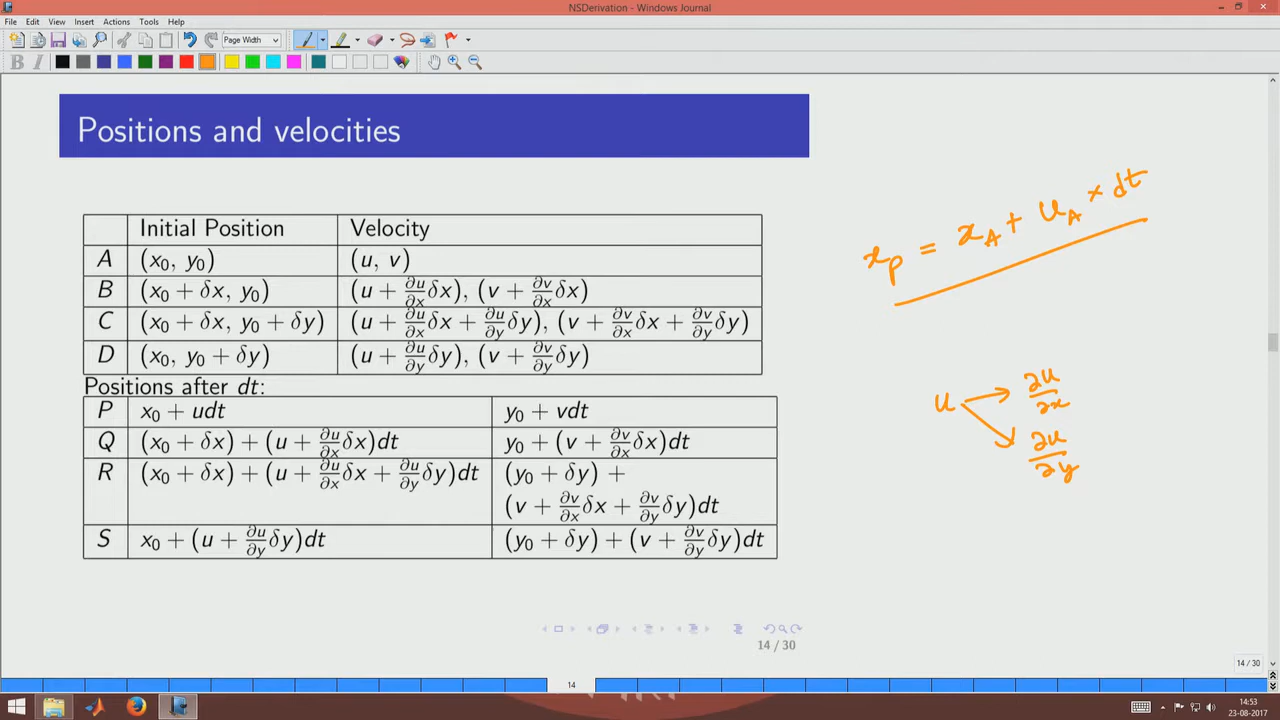 NSDerivation - Windows Journal
File Edit View Insert Actions Tools Help
Page Width
B I
Positions and velocities
Initial Position Velocity
A (x₀, y₀) (u, v)
B (x₀ + δx, y₀) (u + ∂u/∂x δx), (v + ∂v/∂x δx)
C (x₀ + δx, y₀ + δy) (u + ∂u/∂x δx + ∂u/∂y δy), (v + ∂v/∂x δx + ∂v/∂y δy)
D (x₀, y₀ + δy) (u + ∂u/∂y δy), (v + ∂v/∂y δy)
Positions after dt:
P x₀ + udt y₀ + vdt
Q (x₀ + δx) + (u + ∂u/∂x δx)dt y₀ + (v + ∂v/∂x δx)dt
R (x₀ + δx) + (u + ∂u/∂x δx + ∂u/∂y δy)dt (y₀ + δy) +
(v + ∂v/∂x δx + ∂v/∂y δy)dt
S x₀ + (u + ∂u/∂y δy)dt (y₀ + δy) + (v + ∂v/∂y δy)dt
x_P = x_A + u_A × dt
u → ∂u/∂x
→ ∂u/∂y
14 / 30
14 / 30
14
14:53
23-08-2017